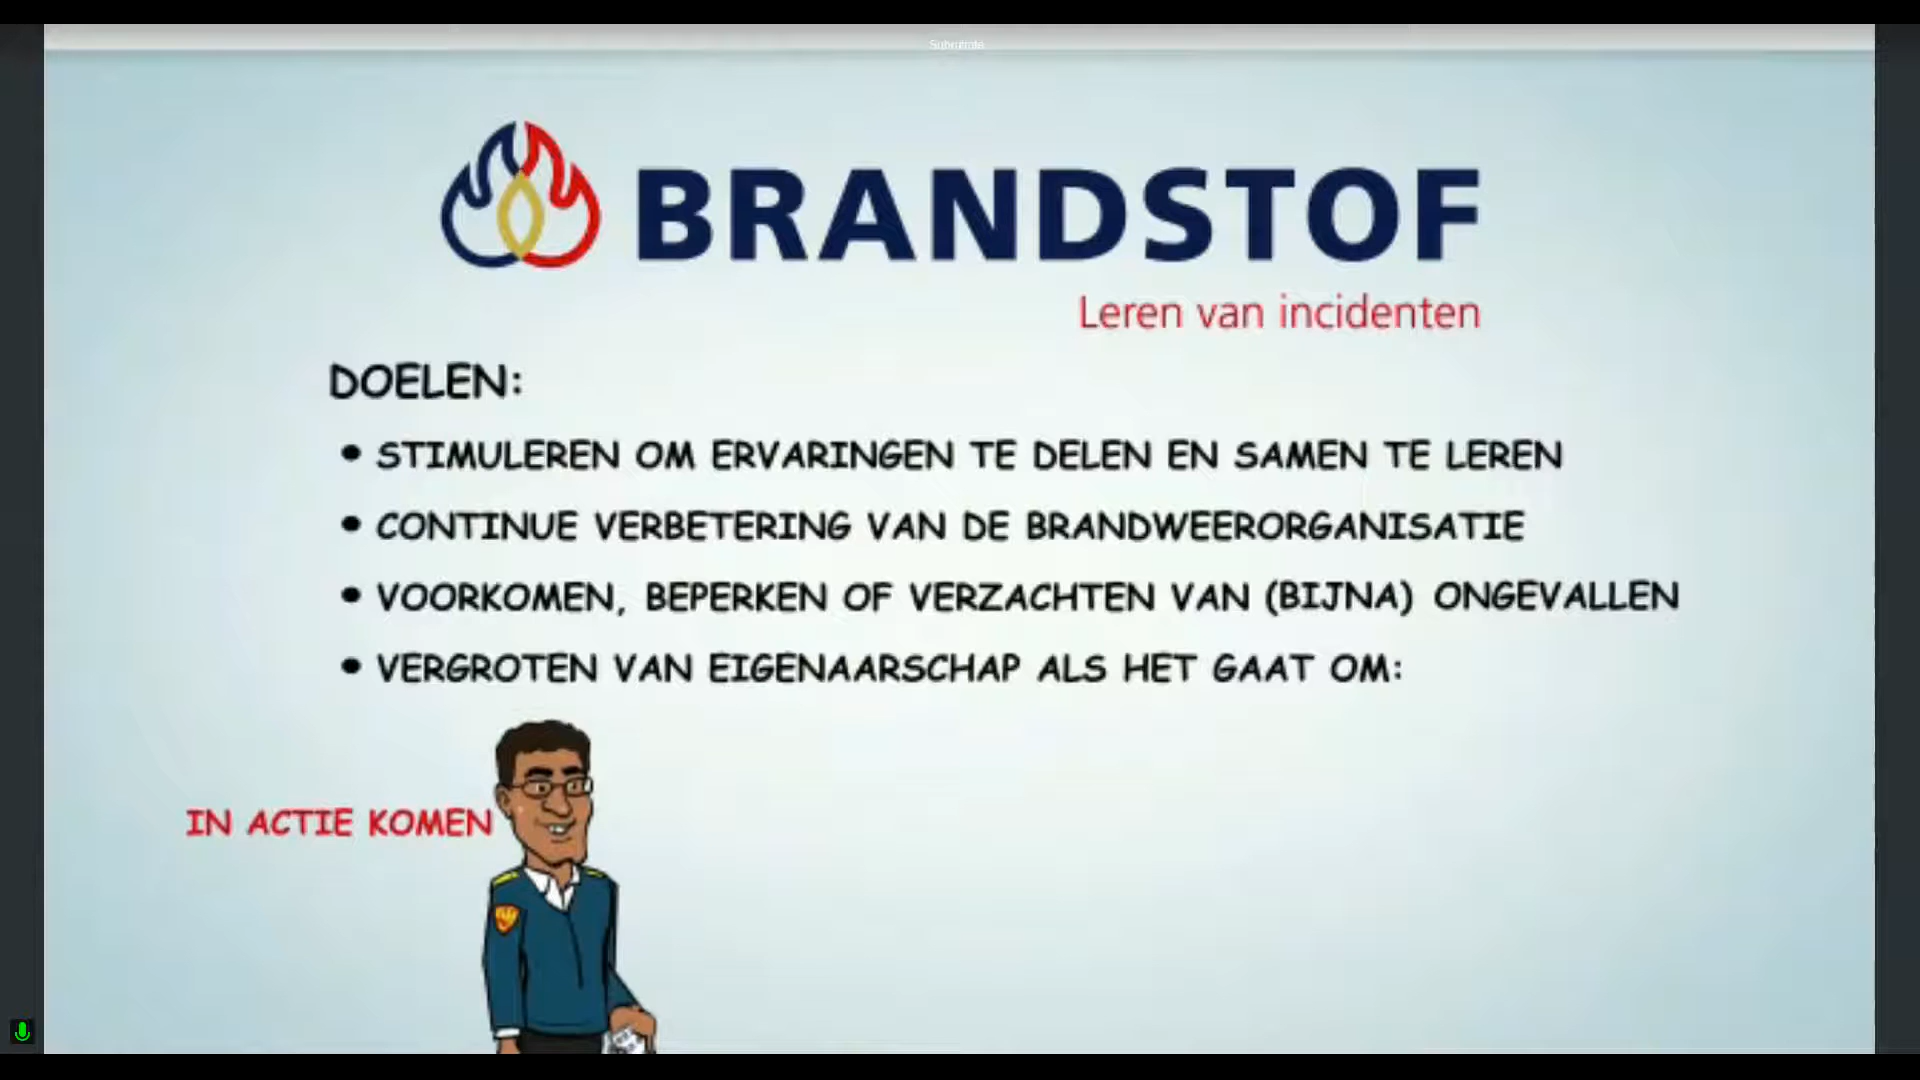 BRANDSTOF
Leren van incidenten
DOELEN:
• STIMULEREN OM ERVARINGEN TE DELEN EN SAMEN TE LEREN
• CONTINUE VERBETERING VAN DE BRANDWEERORGANISATIE
• VOORKOMEN, BEPERKEN OF VERZACHTEN VAN (BIJNA) ONGEVALLEN
• VERGROTEN VAN EIGENAARSCHAP ALS HET GAAT OM:
IN ACTIE KOMEN